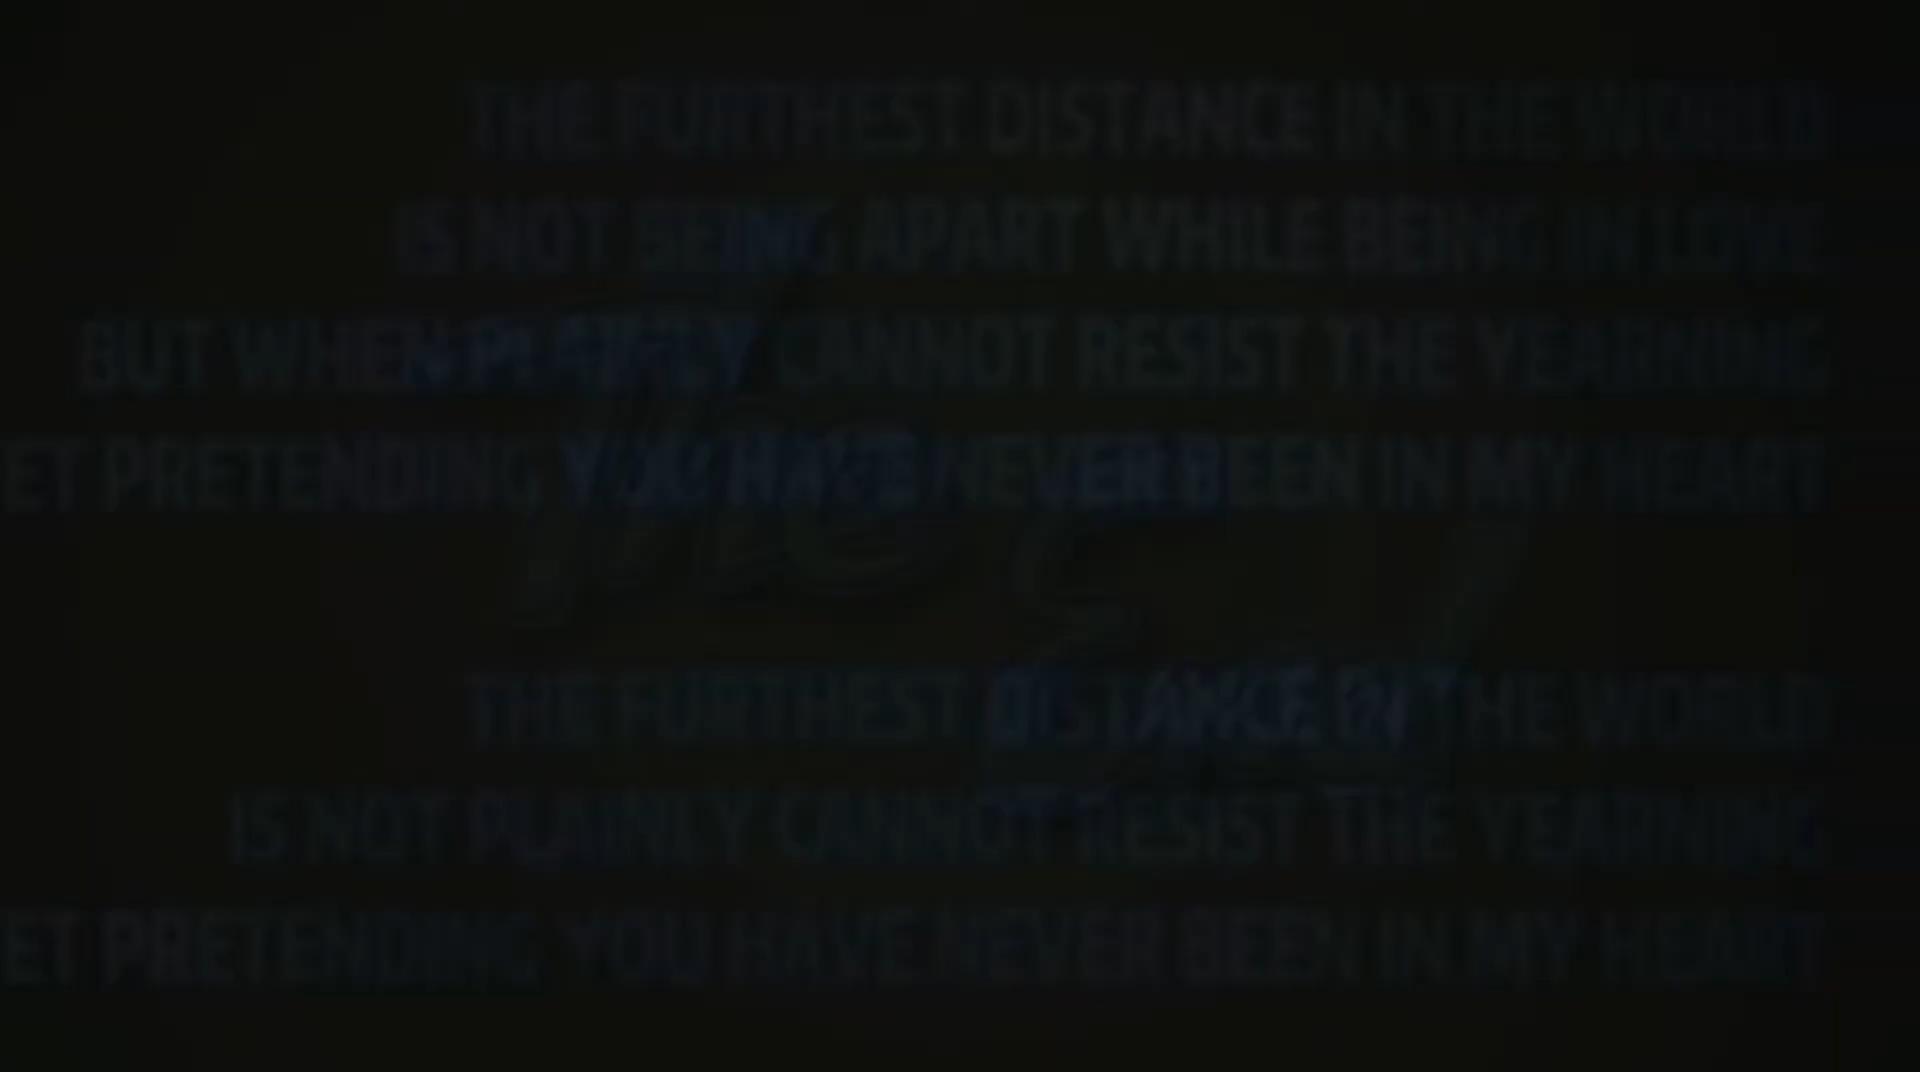 THE FURTHEST DISTANCE IN THE WORLD
IS NOT BEING APART WHILE BEING IN LOVE
BUT WHEN PLAINLY CANNOT RESIST THE YEARNING
ET PRETENDING YOU HAVE NEVER BEEN IN MY HEART
THE FURTHEST DISTANCE IN THE WORLD
IS NOT PLAINLY CANNOT RESIST THE YEARNING
ET PRETENDING YOU HAVE NEVER BEEN IN MY HEART